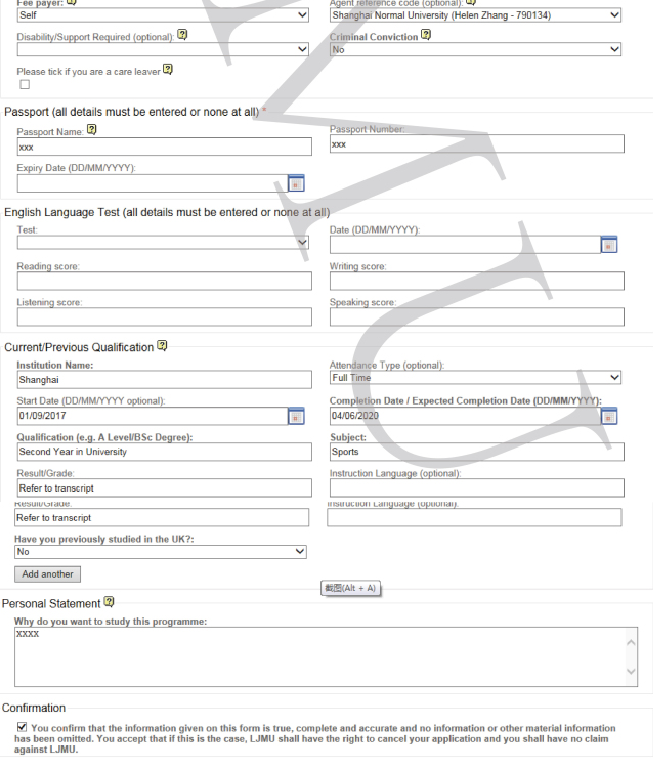 Fee payer:
Agent reference code (optional):
Self
Shanghai Normal University (Helen Zhang - 790134)
Disability/Support Required (optional):
Criminal Conviction
No
Please tick if you are a care leaver
Passport (all details must be entered or none at all) *
Passport Name:
Passport Number:
xxx
xxx
Expiry Date (DD/MM/YYYY):
English Language Test (all details must be entered or none at all)
Test:
Date (DD/MM/YYYY):
Reading score:
Writing score:
Listening score:
Speaking score:
Current/Previous Qualification
Institution Name:
Attendance Type (optional):
Shanghai
Full Time
Start Date (DD/MM/YYYY optional):
Completion Date / Expected Completion Date (DD/MM/YYYY):
01/09/2017
04/06/2020
Qualification (e.g. A Level/BSc Degree)::
Subject:
Second Year in University
Sports
Result/Grade:
Instruction Language (optional):
Refer to transcript
Result/Grade:
Instruction Language (optional):
Refer to transcript
Have you previously studied in the UK?::
No
Add another
截图(Alt + A)
Personal Statement
Why do you want to study this programme:
xxxx
Confirmation
You confirm that the information given on this form is true, complete and accurate and no information or other material information
has been omitted. You accept that if this is the case, LJMU shall have the right to cancel your application and you shall have no claim
against LJMU.